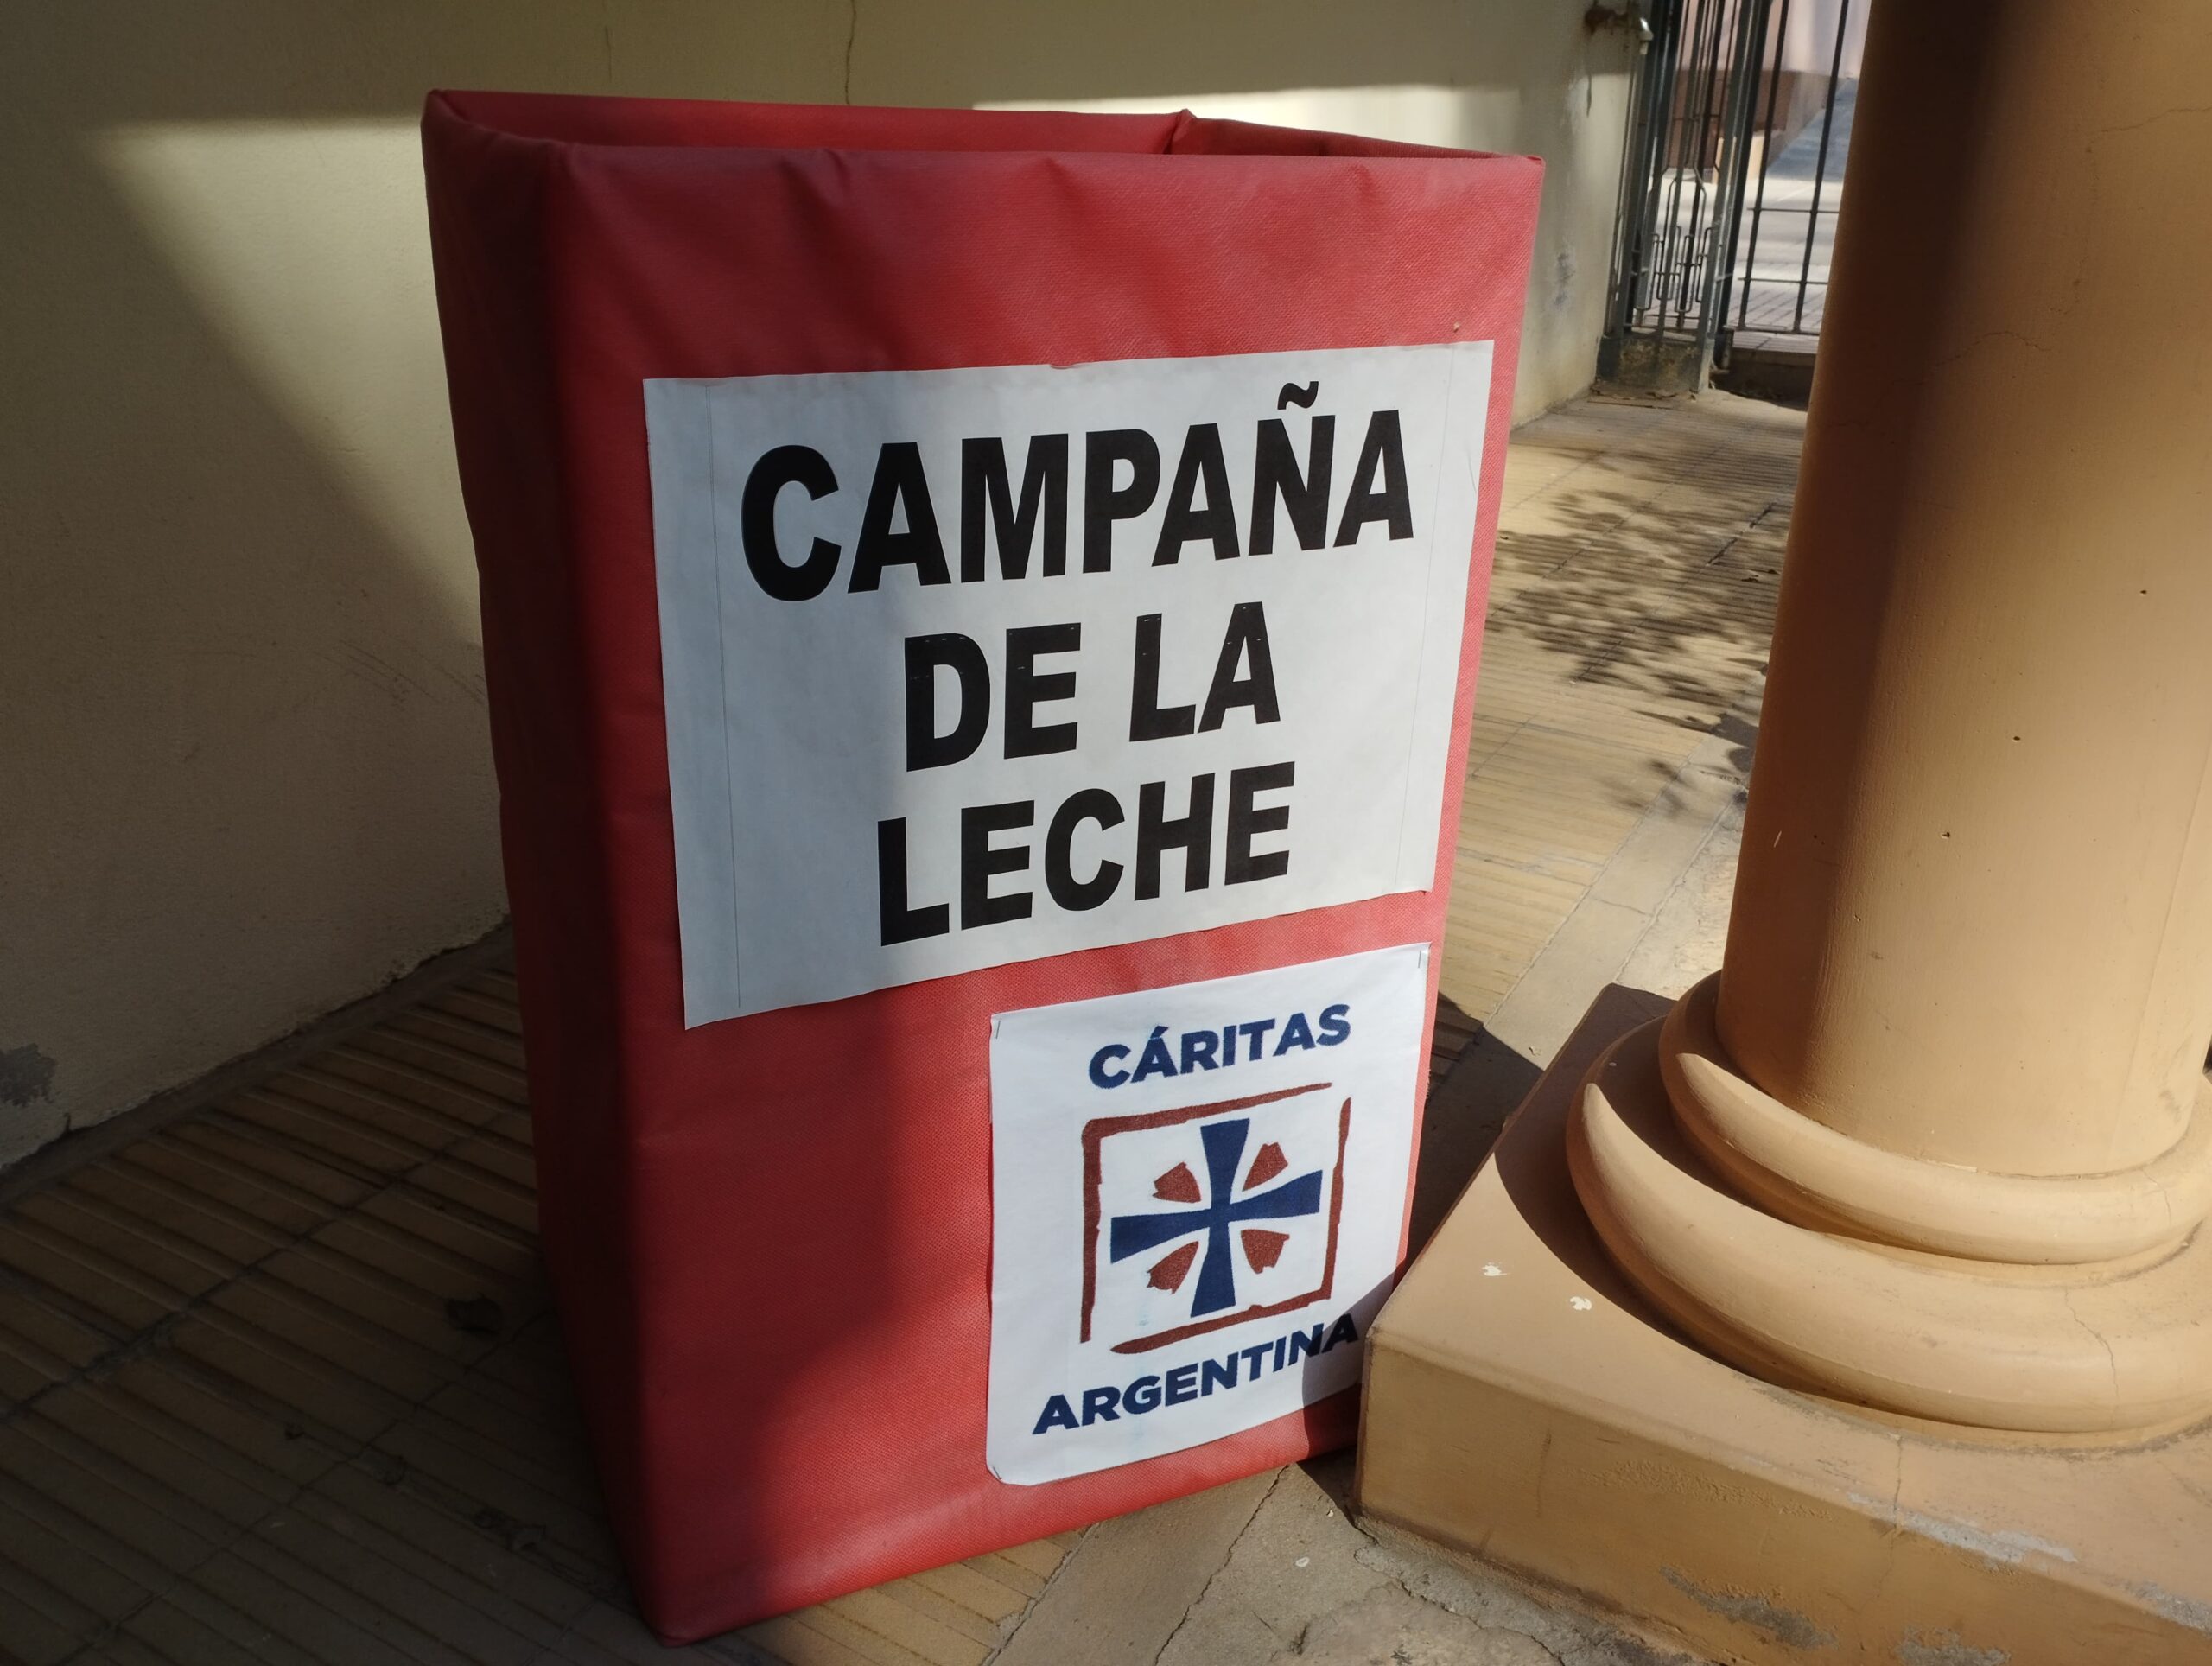 CAMPAÑA
DE LA
LECHE
CÁRITAS
ARGENTINA